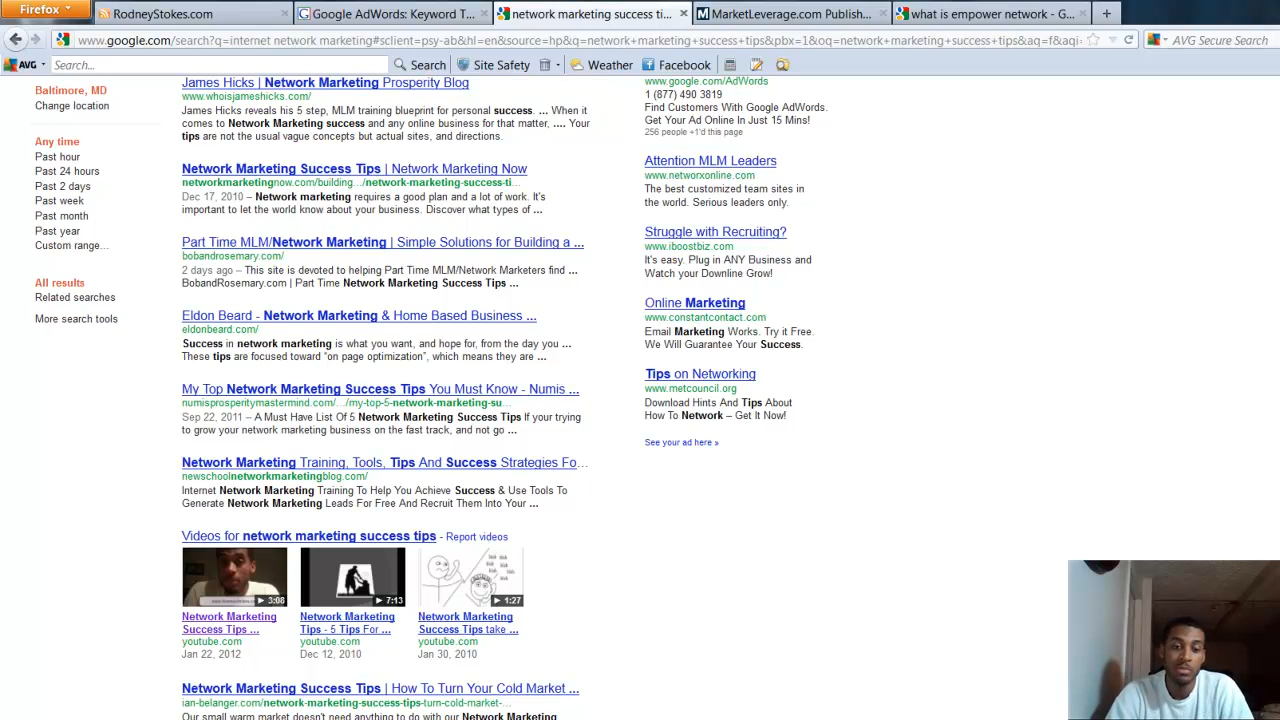 Firefox
RodneyStokes.com
Google AdWords: Keyword T...
network marketing success ti...
MarketLeverage.com Publish...
what is empower network - G...
www.google.com/search?q=internet network marketing#sclient=psy-ab&hl=en&source=hp&q=network+marketing+success+tips&pbx=1&oq=network+marketing+success+tips&aq=f&aqi
AVG Secure Search
AVG
Search...
Search
Site Safety
Weather
Facebook
Baltimore, MD
Change location
Any time
Past hour
Past 24 hours
Past 2 days
Past week
Past month
Past year
Custom range...
All results
Related searches
More search tools
James Hicks | Network Marketing Prosperity Blog
www.whoisjameshicks.com/
James Hicks reveals his 5 step, MLM training blueprint for personal success. ... When it
comes to Network Marketing success and any online business for that matter, .... Your
tips are not the usual vague concepts but actual sites, and directions.
Network Marketing Success Tips | Network Marketing Now
networkmarketingnow.com/building.../network-marketing-success-ti...
Dec 17, 2010 – Network marketing requires a good plan and a lot of work. It's
important to let the world know about your business. Discover what types of ...
Part Time MLM/Network Marketing | Simple Solutions for Building a ...
bobandrosemary.com/
2 days ago – This site is devoted to helping Part Time MLM/Network Marketers find ...
BobandRosemary.com | Part Time Network Marketing Success Tips ...
Eldon Beard - Network Marketing & Home Based Business ...
eldonbeard.com/
Success in network marketing is what you want, and hope for, from the day you ...
These tips are focused toward “on page optimization”, which means they are ...
My Top Network Marketing Success Tips You Must Know - Numis ...
numisprosperitymastermind.com/.../my-top-5-network-marketing-su...
Sep 22, 2011 – A Must Have List Of 5 Network Marketing Success Tips If your trying
to grow your network marketing business on the fast track, and not go ...
Network Marketing Training, Tools, Tips And Success Strategies Fo...
newschoolnetworkmarketingblog.com/
Internet Network Marketing Training To Help You Achieve Success & Use Tools To
Generate Network Marketing Leads For Free And Recruit Them Into Your ...
Videos for network marketing success tips - Report videos
3:08
7:13
1:27
Network Marketing
Success Tips ...
youtube.com
Jan 22, 2012
Network Marketing
Tips - 5 Tips For ...
youtube.com
Dec 12, 2010
Network Marketing
Success Tips take ...
youtube.com
Jan 30, 2010
Network Marketing Success Tips | How To Turn Your Cold Market ...
ian-belanger.com/network-marketing-success-tips-turn-cold-market-...
Our small warm market doesn't need anything to do with our Network Marketing
www.google.com/AdWords
1 (877) 490 3819
Find Customers With Google AdWords.
Get Your Ad Online In Just 15 Mins!
256 people +1'd this page
Attention MLM Leaders
www.networxonline.com
The best customized team sites in
the world. Serious leaders only.
Struggle with Recruiting?
www.iboostbiz.com
It's easy. Plug in ANY Business and
Watch your Downline Grow!
Online Marketing
www.constantcontact.com
Email Marketing Works. Try it Free.
We Will Guarantee Your Success.
Tips on Networking
www.metcouncil.org
Download Hints And Tips About
How To Network – Get It Now!
See your ad here »